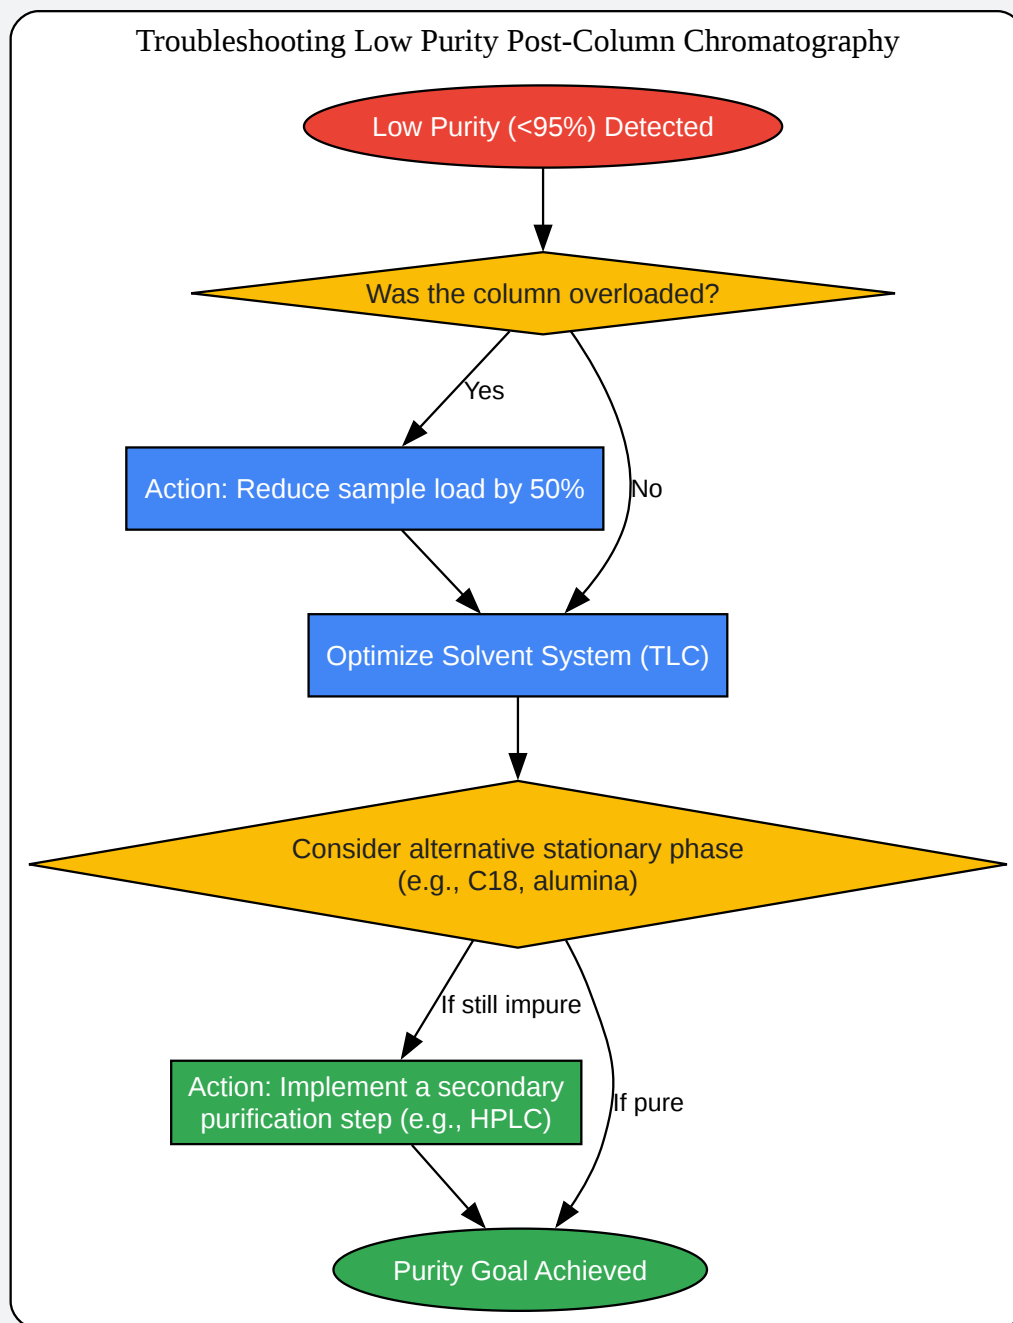 Troubleshooting Low Purity Post-Column Chromatography
Low Purity (<95%) Detected
Was the column overloaded?
Yes
Action: Reduce sample load by 50%
No
Optimize Solvent System (TLC)
Consider alternative stationary phase
(e.g., C18, alumina)
If still impure
Action: Implement a secondary
purification step (e.g., HPLC)
If pure
Purity Goal Achieved